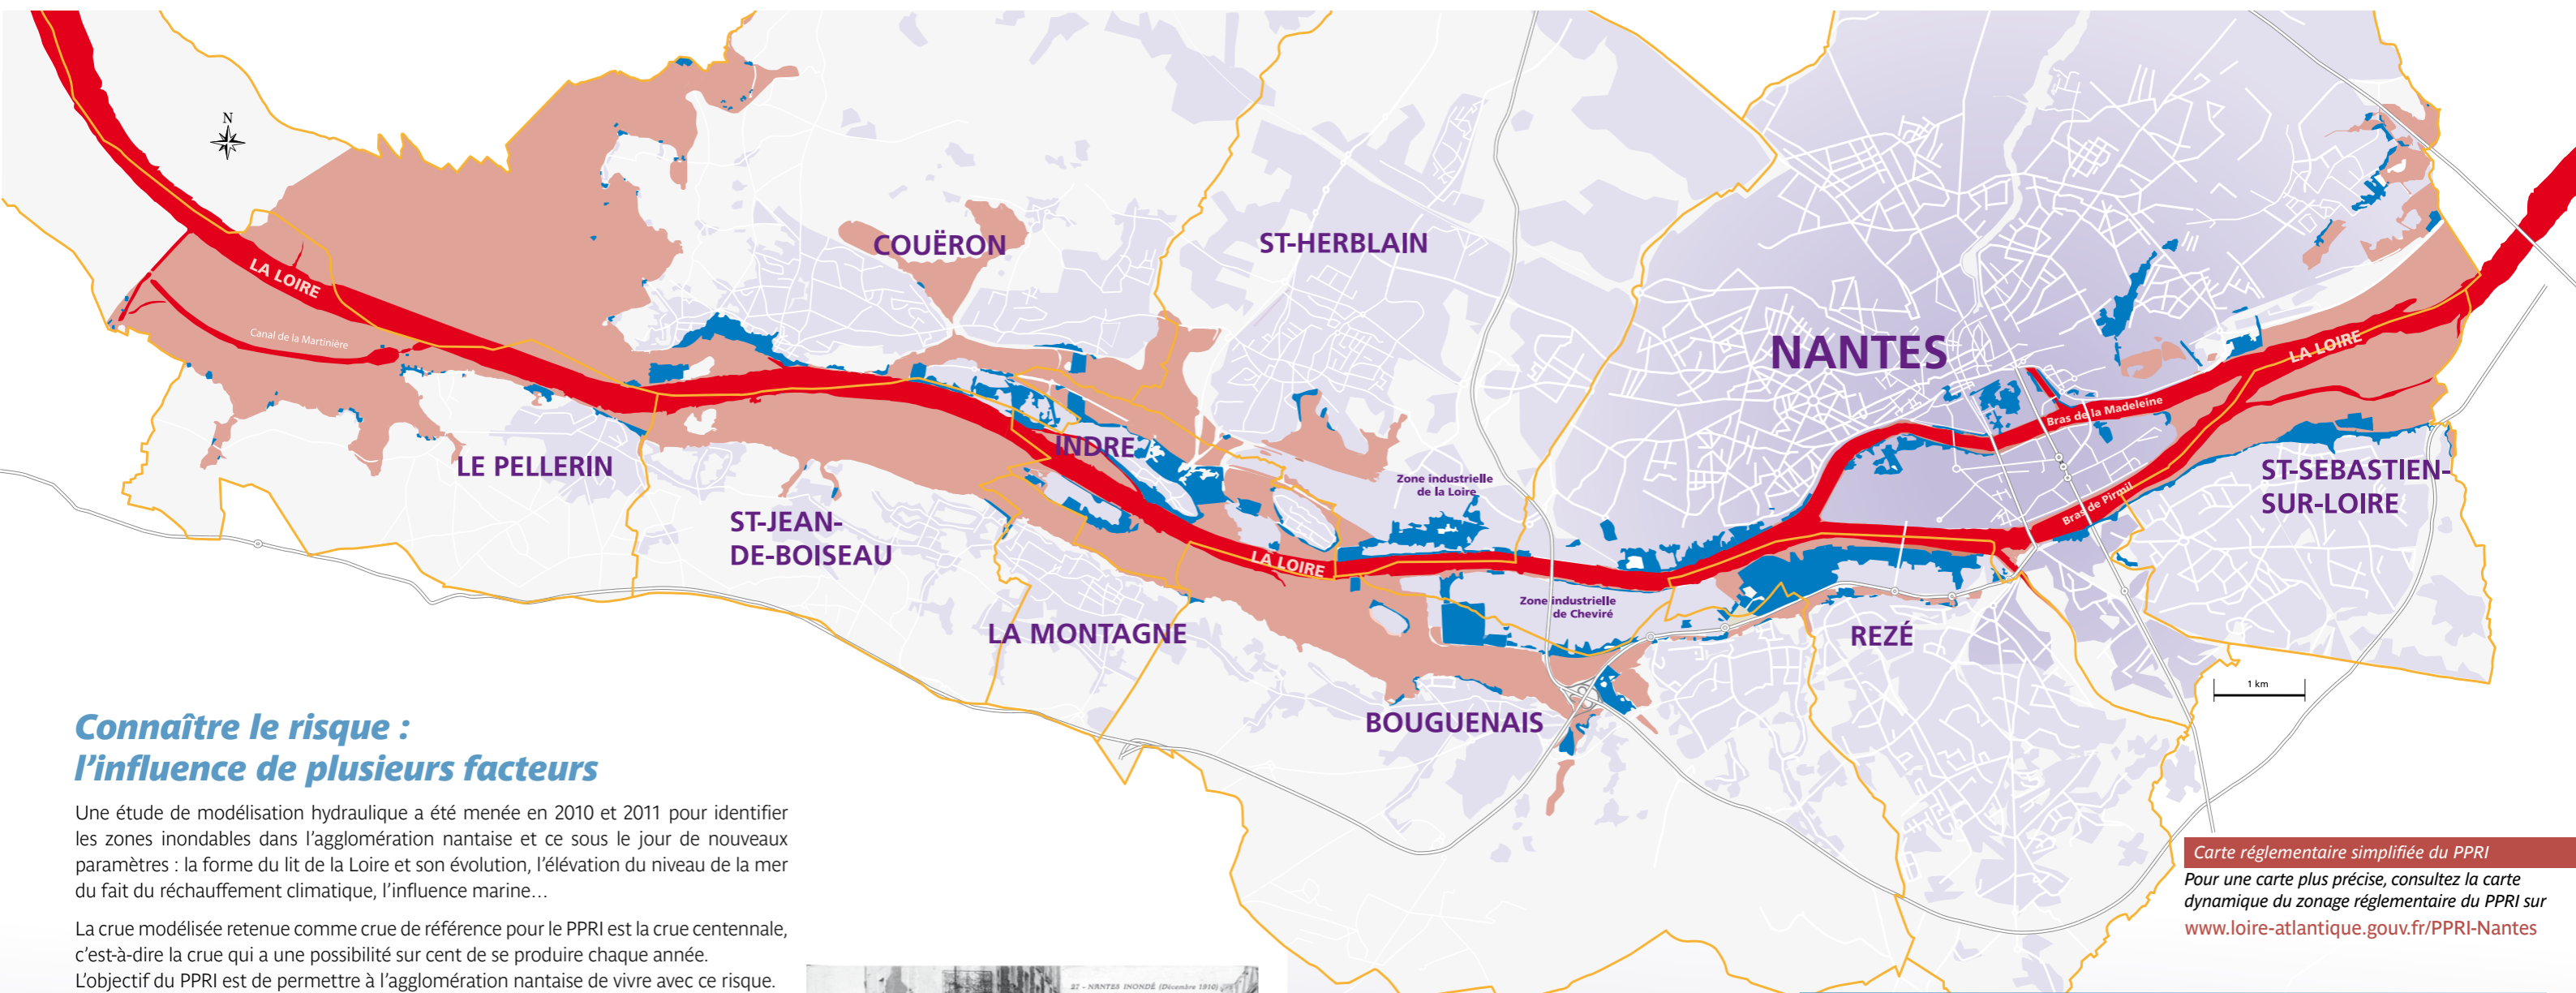 N
LA LOIRE
Canal de la Martinière
COUËRON
ST-HERBLAIN
NANTES
LA LOIRE
Bras de la Madeleine
INDRE
LE PELLERIN
Zone industrielle
de la Loire
ST-SEBASTIEN-
SUR-LOIRE
Bras de Pirmil
ST-JEAN-
DE-BOISEAU
LA LOIRE
Zone industrielle
de Cheviré
LA MONTAGNE
REZÉ
1 km
BOUGUENAIS
Connaître le risque :
l'influence de plusieurs facteurs
Une étude de modélisation hydraulique a été menée en 2010 et 2011 pour identifier
les zones inondables dans l'agglomération nantaise et ce sous le jour de nouveaux
paramètres : la forme du lit de la Loire et son évolution, l'élévation du niveau de la mer
du fait du réchauffement climatique, l'influence marine…
La crue modélisée retenue comme crue de référence pour le PPRI est la crue centennale,
c'est-à-dire la crue qui a une possibilité sur cent de se produire chaque année.
L'objectif du PPRI est de permettre à l'agglomération nantaise de vivre avec ce risque.
27 - NANTES INONDÉ (Décembre 1910)
Carte réglementaire simplifiée du PPRI
Pour une carte plus précise, consultez la carte
dynamique du zonage réglementaire du PPRI sur
www.loire-atlantique.gouv.fr/PPRI-Nantes